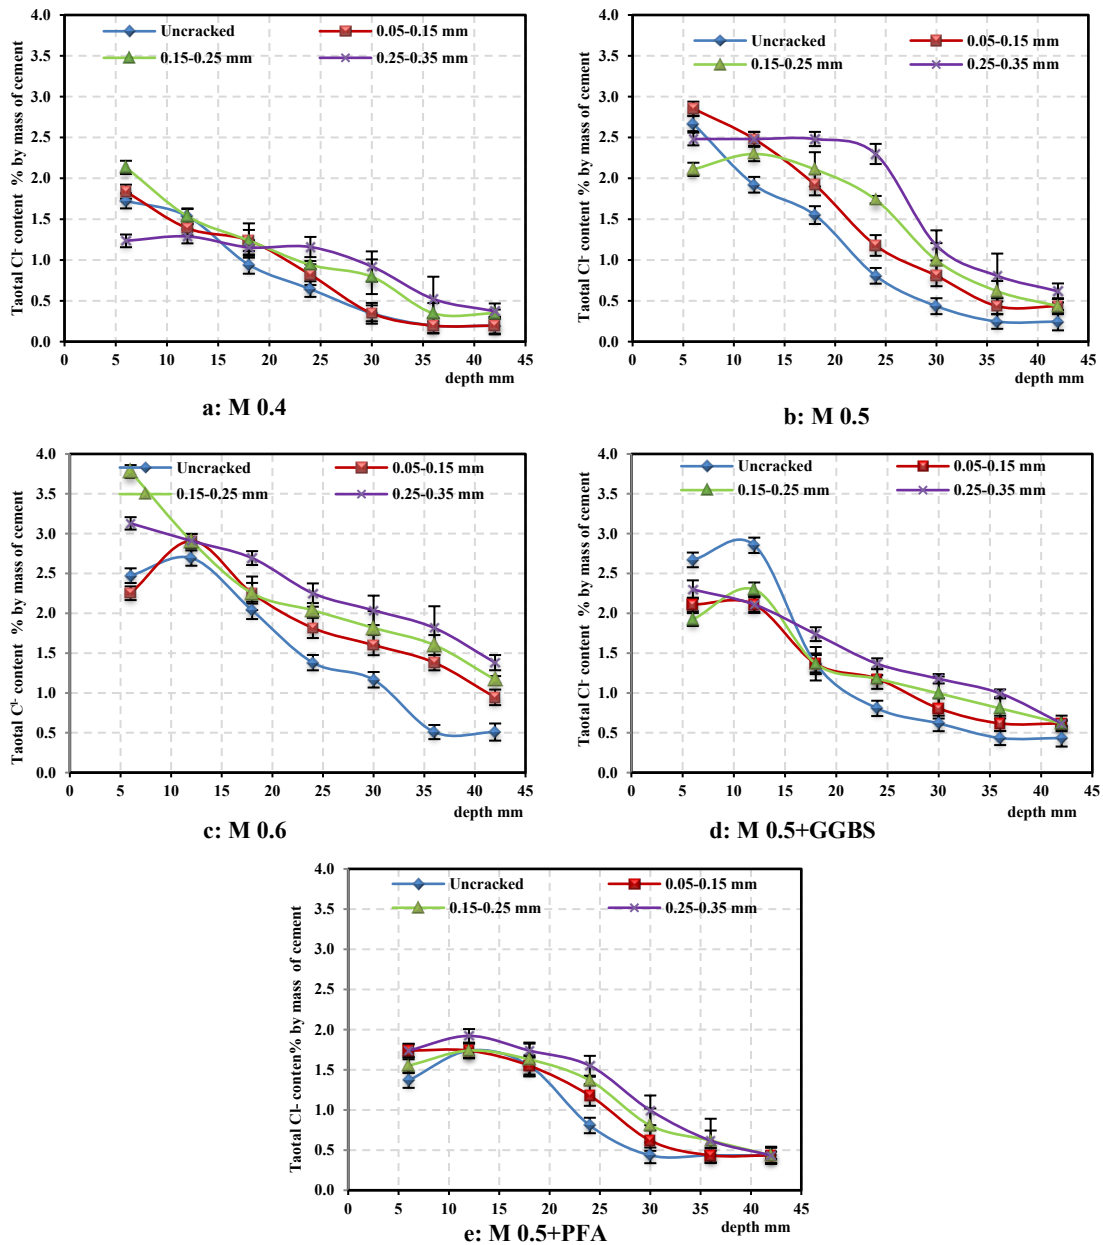 Taotal Cl- content % by mass of cement
4.0
3.5
3.0
2.5
2.0
1.5
1.0
0.5
0.0
Uncracked
0.05-0.15 mm
0.15-0.25 mm
0.25-0.35 mm
0 5 10 15 20 25 30 35 40 45
depth mm
a: M 0.4
Taotal Cl- content % by mass of cement
4.0
3.5
3.0
2.5
2.0
1.5
1.0
0.5
0.0
Uncracked
0.05-0.15 mm
0.15-0.25 mm
0.25-0.35 mm
0 5 10 15 20 25 30 35 40 45
depth mm
b: M 0.5
Taotal Cl- content % by mass of cement
4.0
3.5
3.0
2.5
2.0
1.5
1.0
0.5
0.0
Uncracked
0.05-0.15 mm
0.15-0.25 mm
0.25-0.35 mm
0 5 10 15 20 25 30 35 40 45
depth mm
c: M 0.6
Taotal Cl- content % by mass of cement
4.0
3.5
3.0
2.5
2.0
1.5
1.0
0.5
0.0
Uncracked
0.05-0.15 mm
0.15-0.25 mm
0.25-0.35 mm
0 5 10 15 20 25 30 35 40 45
depth mm
d: M 0.5+GGBS
Taotal Cl- conten% by mass of cement
4.0
3.5
3.0
2.5
2.0
1.5
1.0
0.5
0.0
Uncracked
0.05-0.15 mm
0.15-0.25 mm
0.25-0.35 mm
0 5 10 15 20 25 30 35 40 45
depth mm
e: M 0.5+PFA